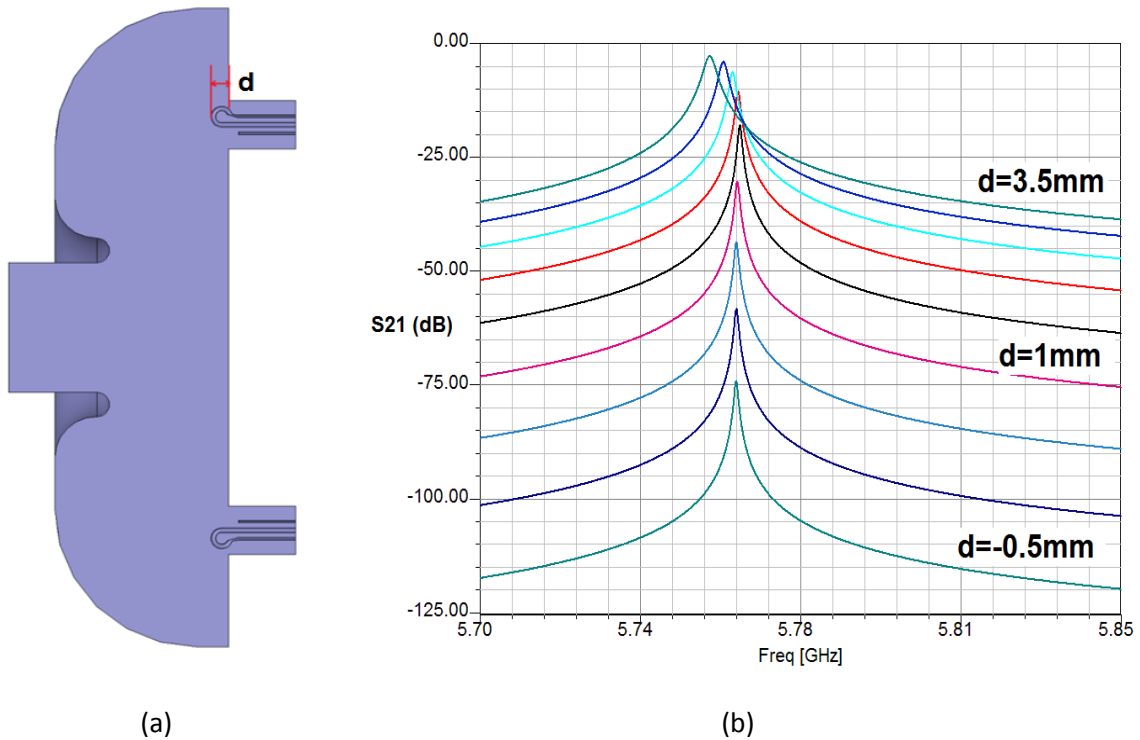 d
0.00
-25.00
-50.00
-75.00
-100.00
-125.00
S21 (dB)
d=3.5mm
d=1mm
d=-0.5mm
5.70 5.74 5.78 5.81 5.85
Freq [GHz]
(a) (b)